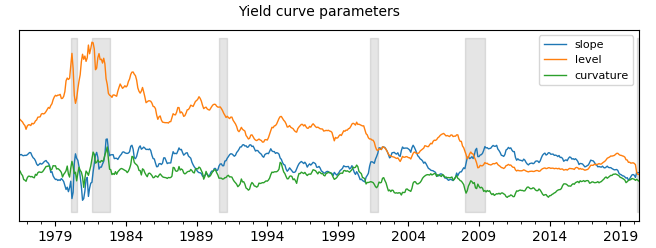 Yield curve parameters
slope
level
curvature
1979 1984 1989 1994 1999 2004 2009 2014 2019